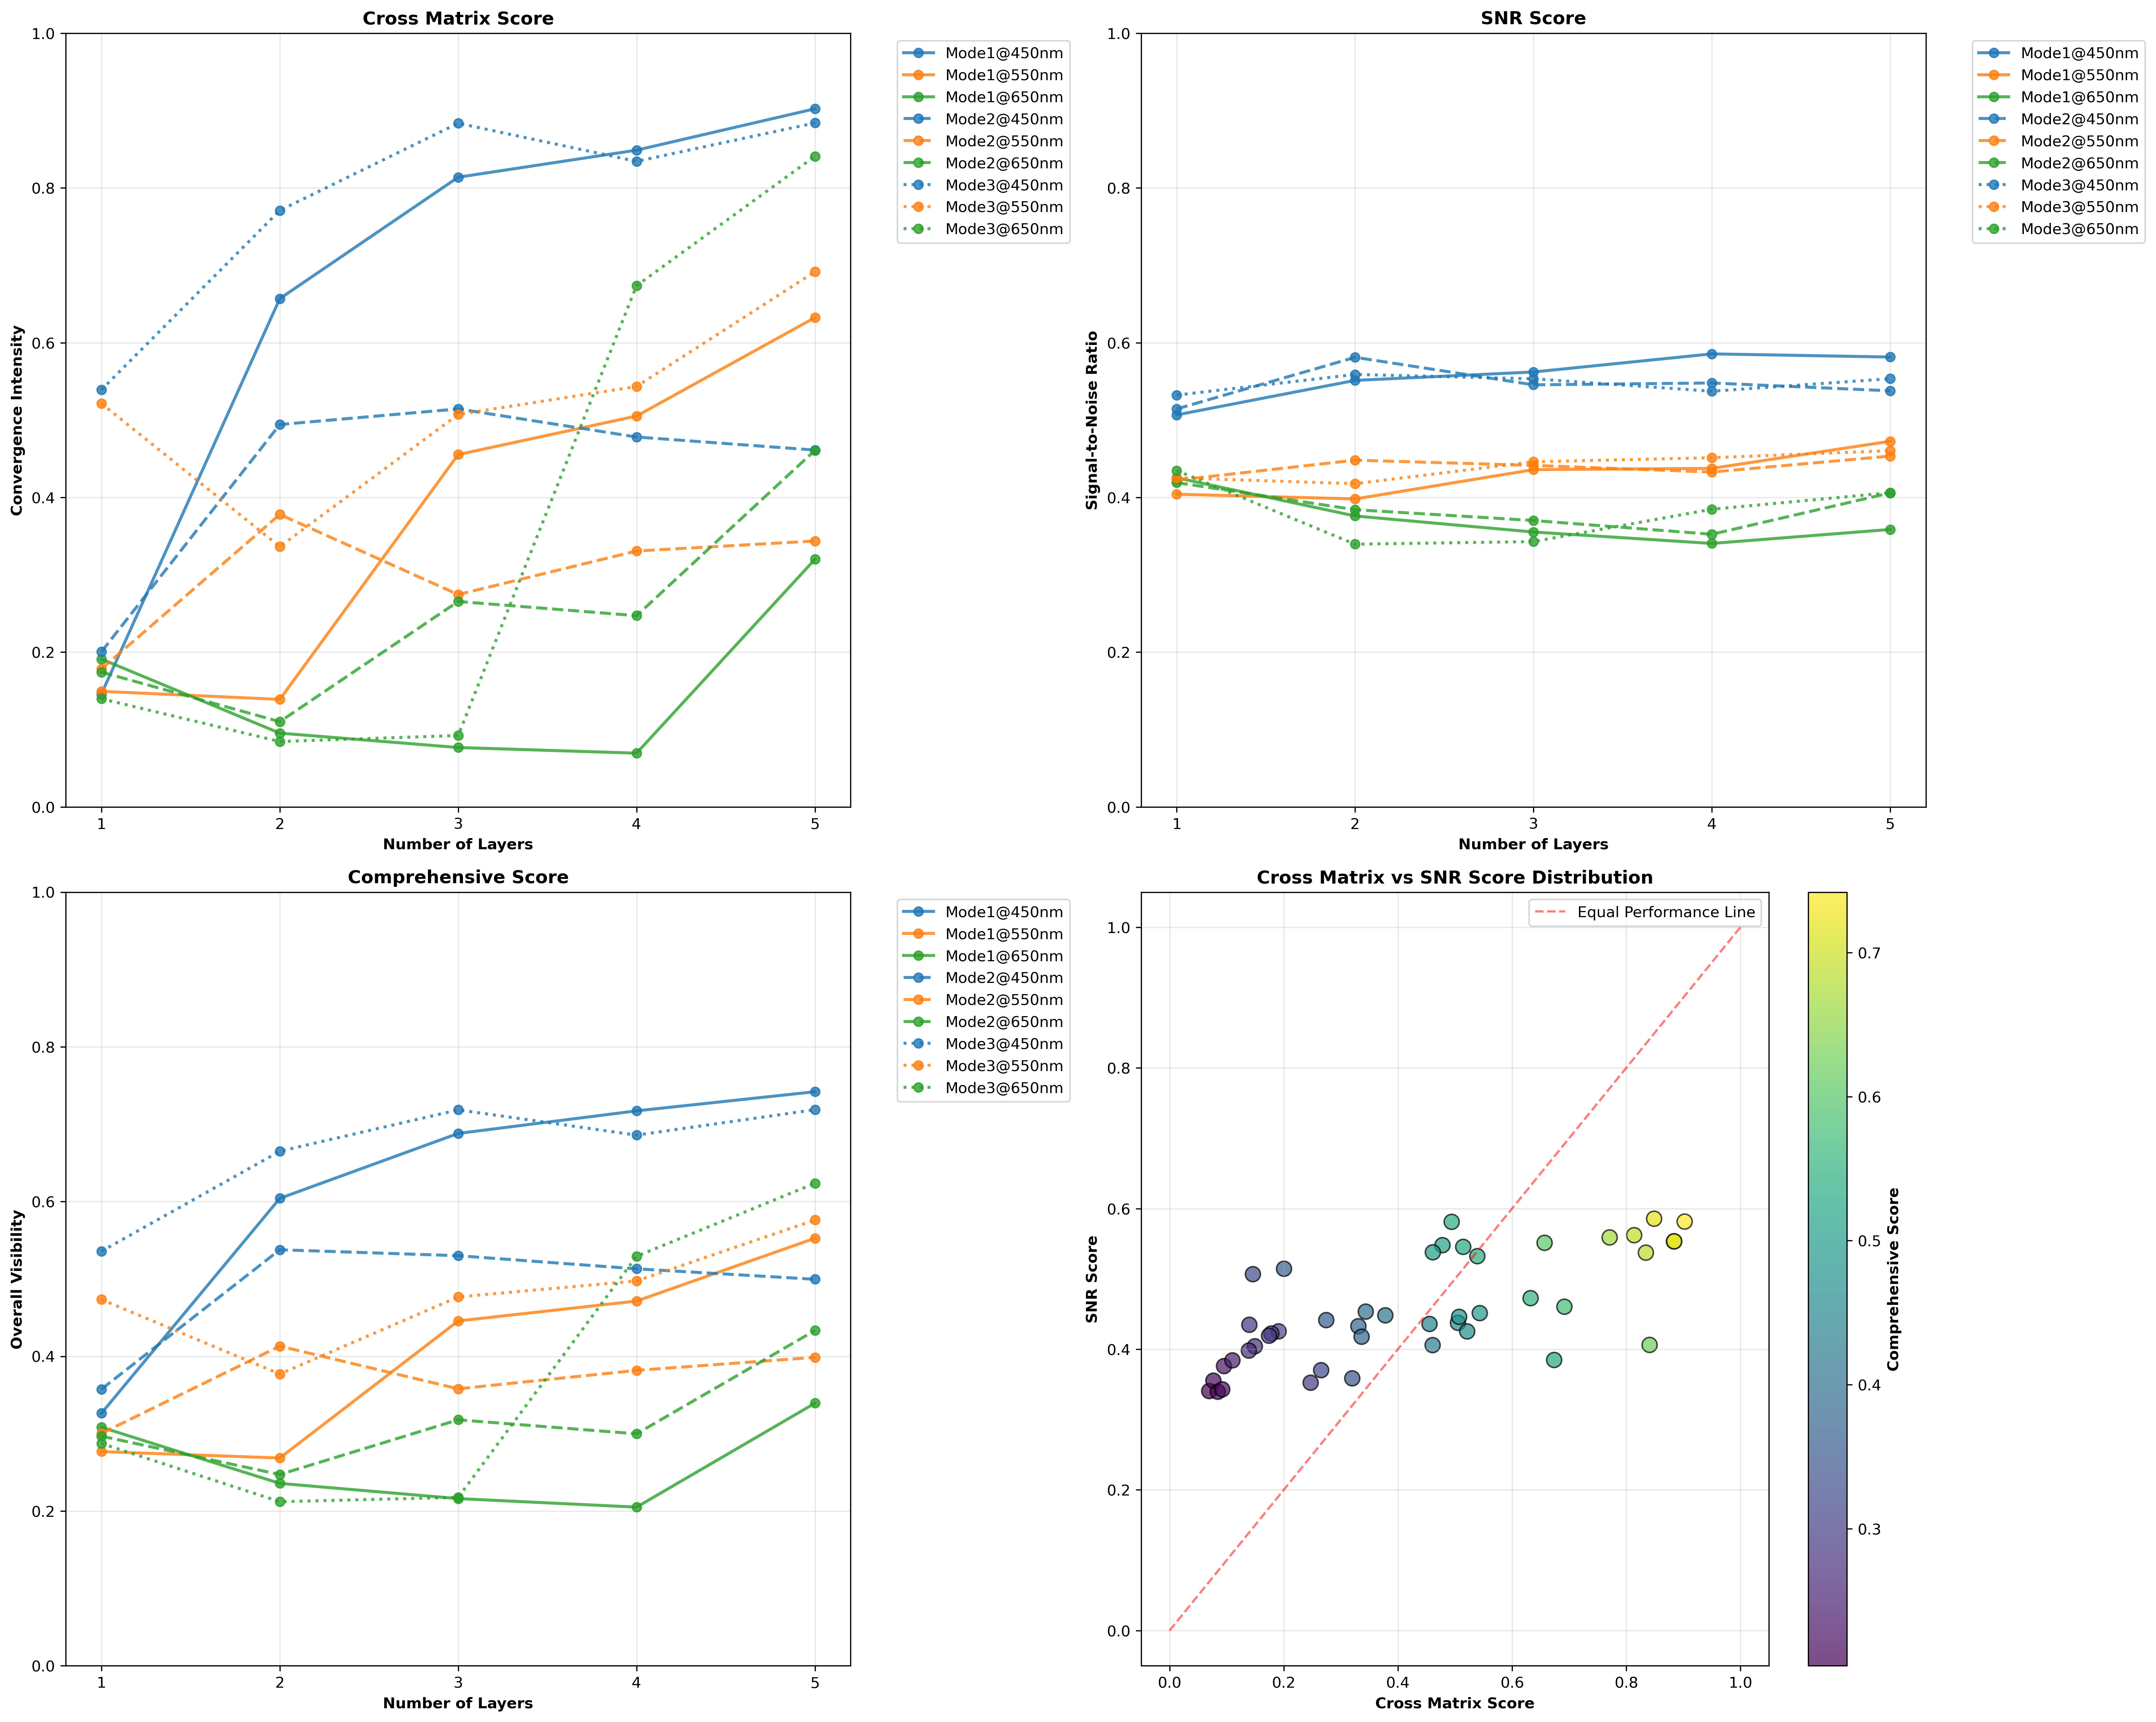 Cross Matrix Score
Convergence Intensity
1.0
0.8
0.6
0.4
0.2
0.0
1 2 3 4 5
Number of Layers
Mode1@450nm
Mode1@550nm
Mode1@650nm
Mode2@450nm
Mode2@550nm
Mode2@650nm
Mode3@450nm
Mode3@550nm
Mode3@650nm
SNR Score
Signal-to-Noise Ratio
1.0
0.8
0.6
0.4
0.2
0.0
1 2 3 4 5
Number of Layers
Mode1@450nm
Mode1@550nm
Mode1@650nm
Mode2@450nm
Mode2@550nm
Mode2@650nm
Mode3@450nm
Mode3@550nm
Mode3@650nm
Comprehensive Score
Overall Visibility
1.0
0.8
0.6
0.4
0.2
0.0
1 2 3 4 5
Number of Layers
Mode1@450nm
Mode1@550nm
Mode1@650nm
Mode2@450nm
Mode2@550nm
Mode2@650nm
Mode3@450nm
Mode3@550nm
Mode3@650nm
Cross Matrix vs SNR Score Distribution
SNR Score
1.0
0.8
0.6
0.4
0.2
0.0
0.0 0.2 0.4 0.6 0.8 1.0
Cross Matrix Score
Equal Performance Line
0.7
0.6
0.5
0.4
0.3
Comprehensive Score